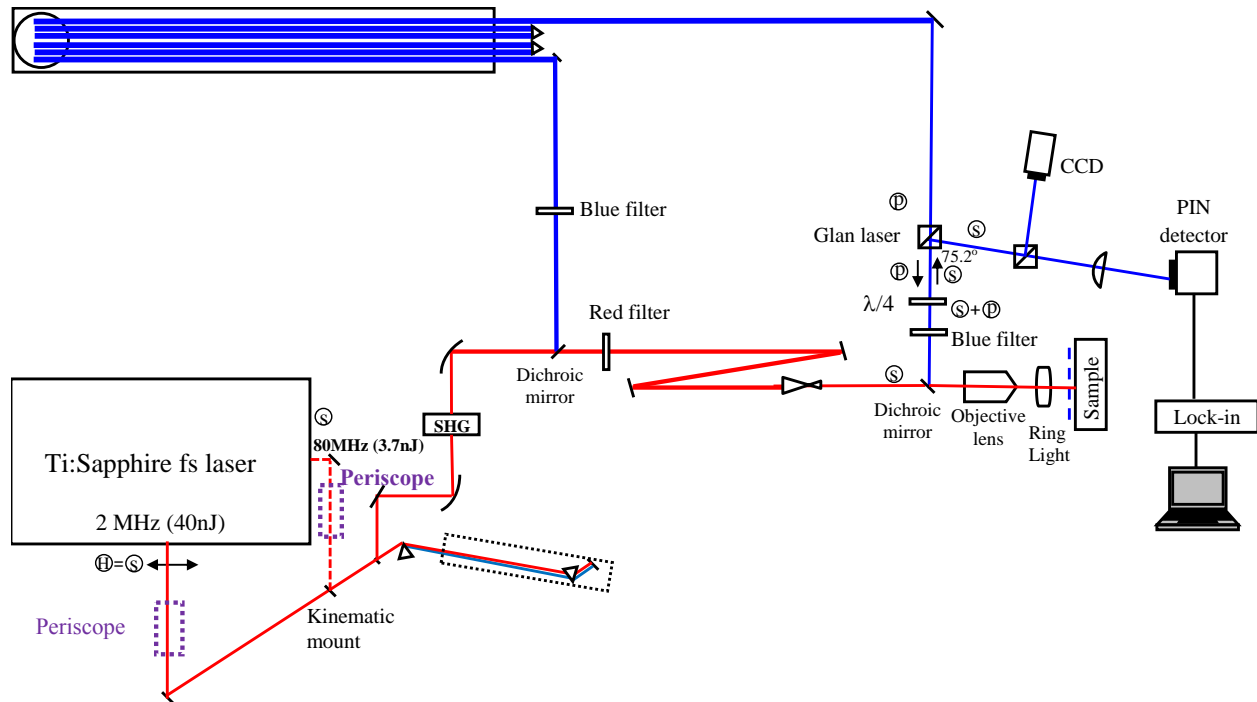 CCD
Blue filter
ⓟ
Glan laser
ⓢ
PIN
detector
75.2°
ⓟ
ⓢ
λ/4
ⓢ+ⓟ
Red filter
Blue filter
Dichroic
mirror
ⓢ
Dichroic
mirror
Objective
lens
Ring
Light
Sample
Lock-in
SHG
ⓢ
80MHz (3.7nJ)
Periscope
Ti:Sapphire fs laser
2 MHz (40nJ)
Ⓗ=ⓢ
Periscope
Kinematic
mount